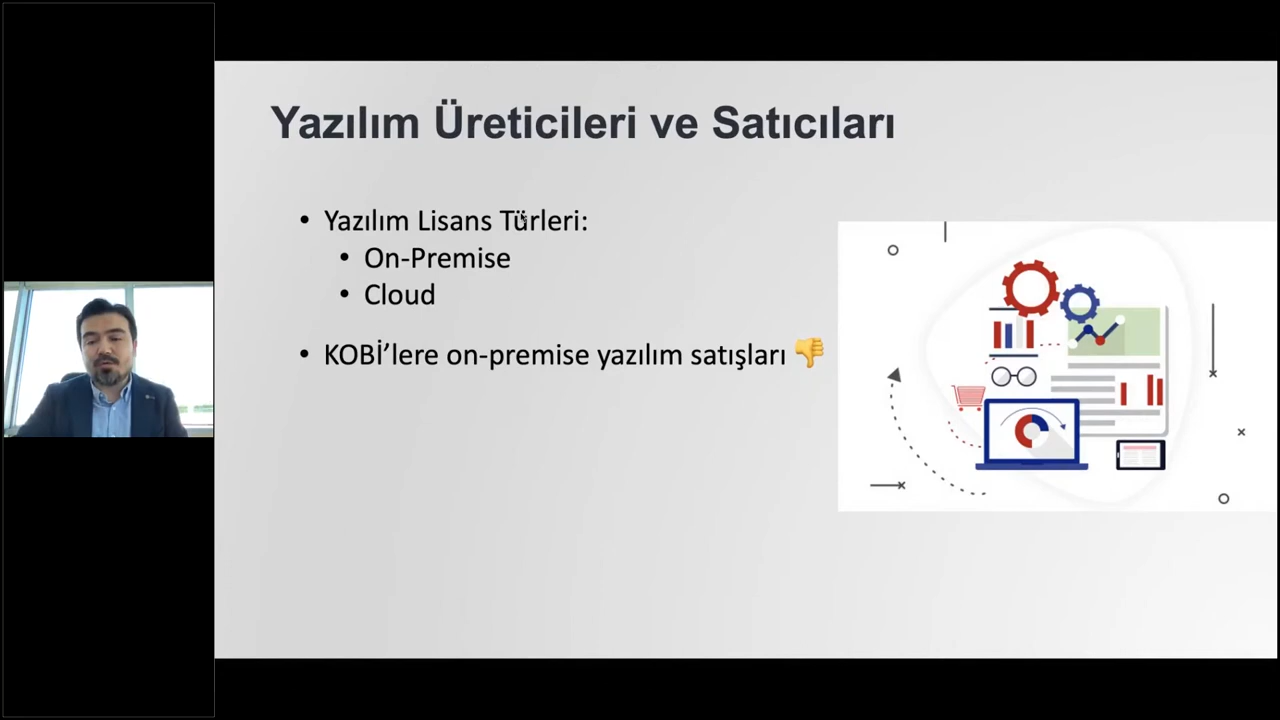 Yazılım Üreticileri ve Satıcıları
• Yazılım Lisans Türleri:
• On-Premise
• Cloud
• KOBİ’lere on-premise yazılım satışları 👎